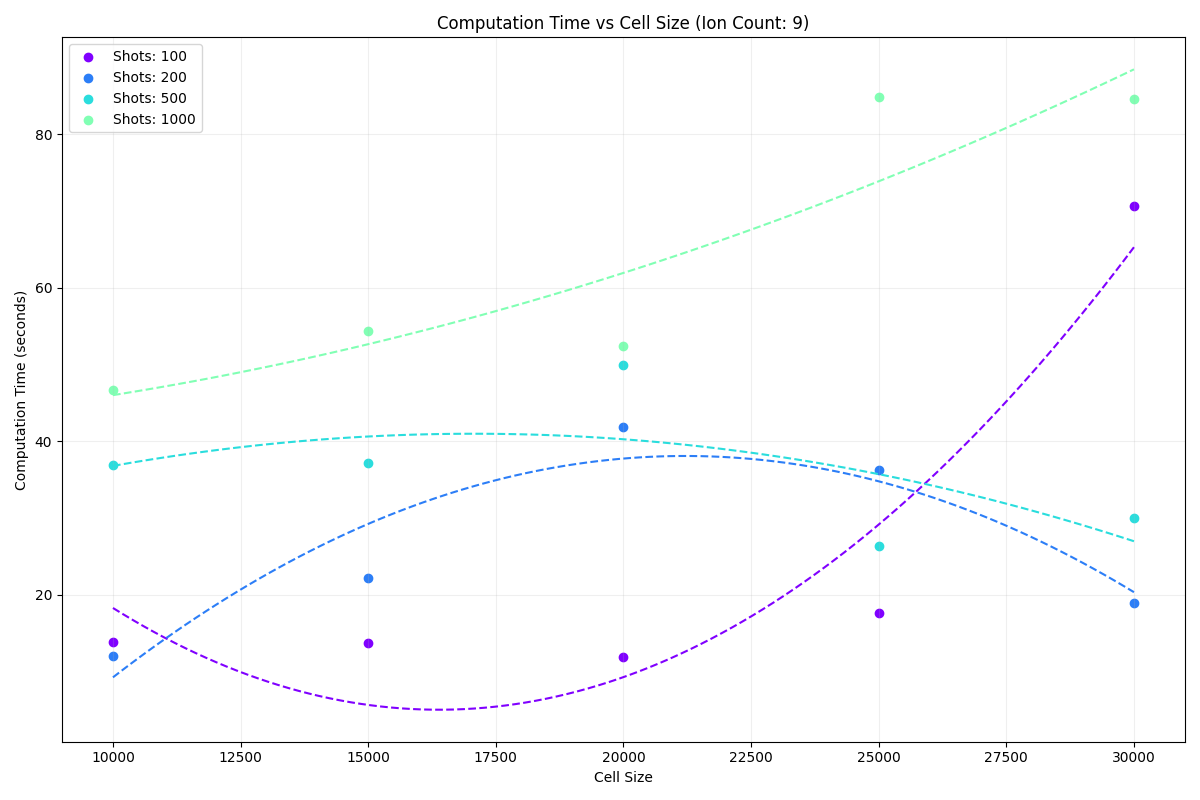 Computation Time vs Cell Size (Ion Count: 9)
Shots: 100
Shots: 200
Shots: 500
Shots: 1000
Computation Time (seconds)
80
60
40
20
10000 12500 15000 17500 20000 22500 25000 27500 30000
Cell Size